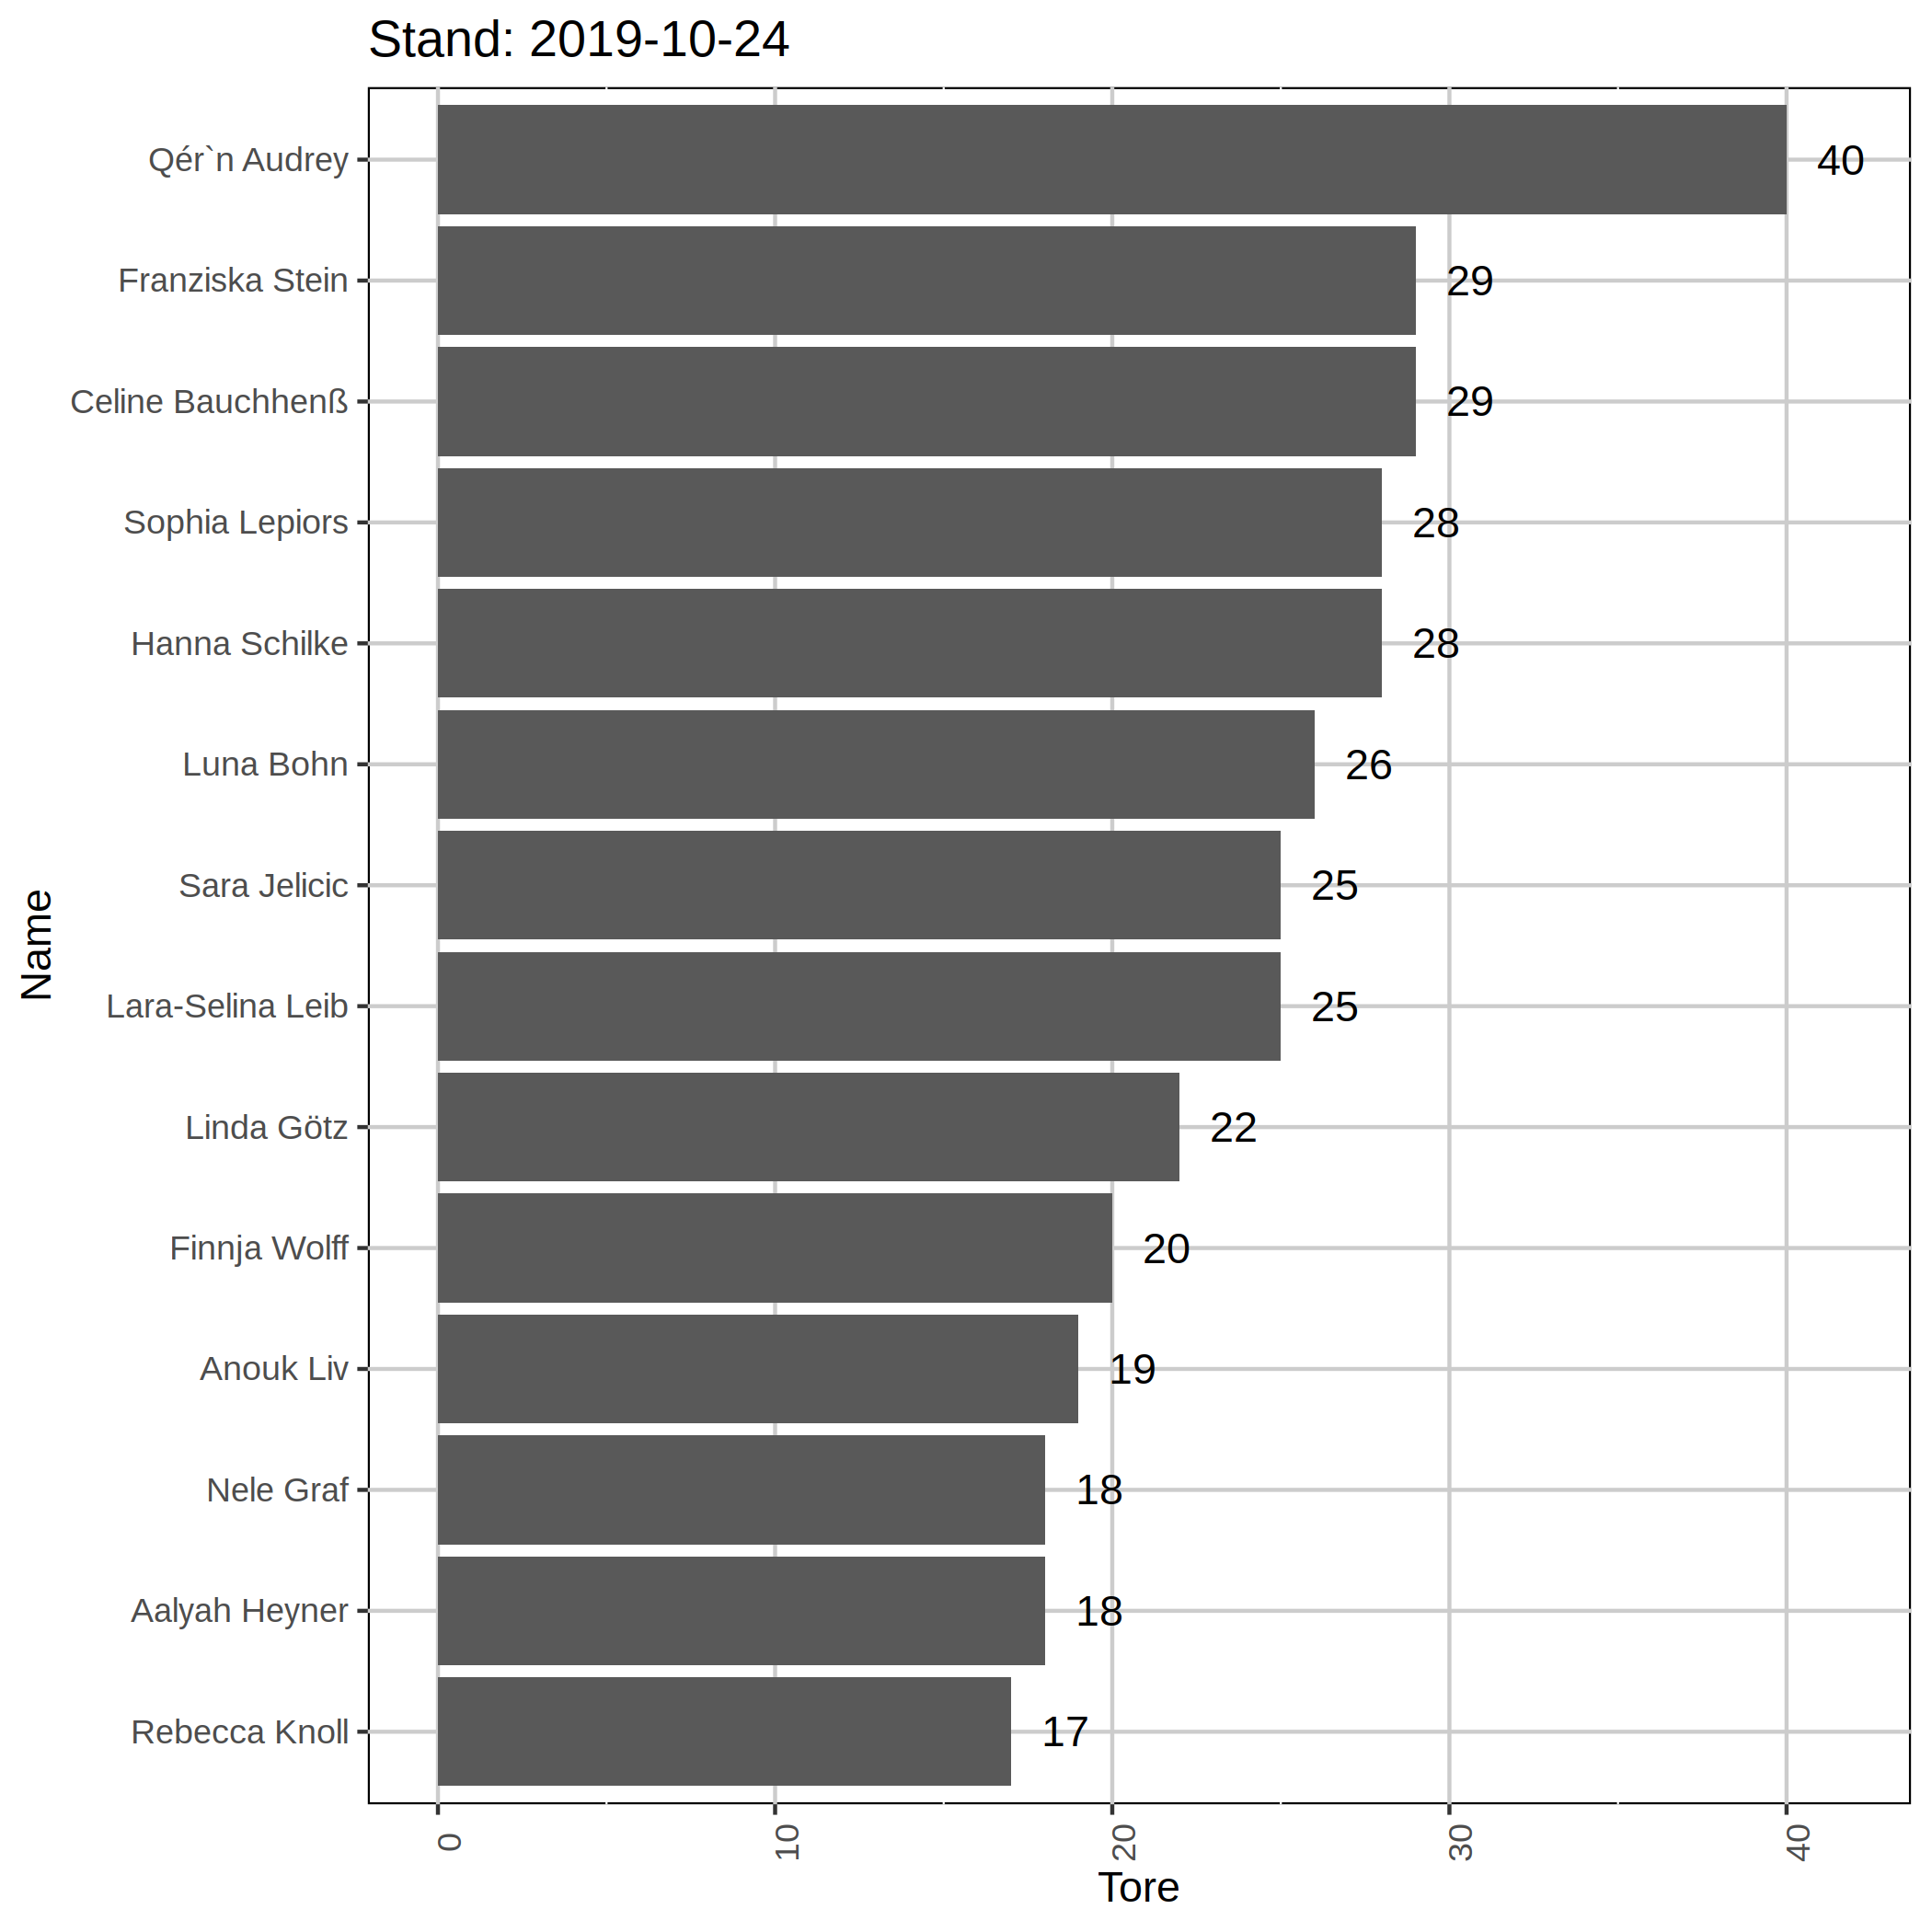 Stand: 2019-10-24
Qér`n Audrey 40
Franziska Stein 29
Celine Bauchhenß 29
Sophia Lepiors 28
Hanna Schilke 28
Luna Bohn 26
Sara Jelicic 25
Lara-Selina Leib 25
Linda Götz 22
Finnja Wolff 20
Anouk Liv 19
Nele Graf 18
Aalyah Heyner 18
Rebecca Knoll 17
Name
0 10 20 30 40
Tore